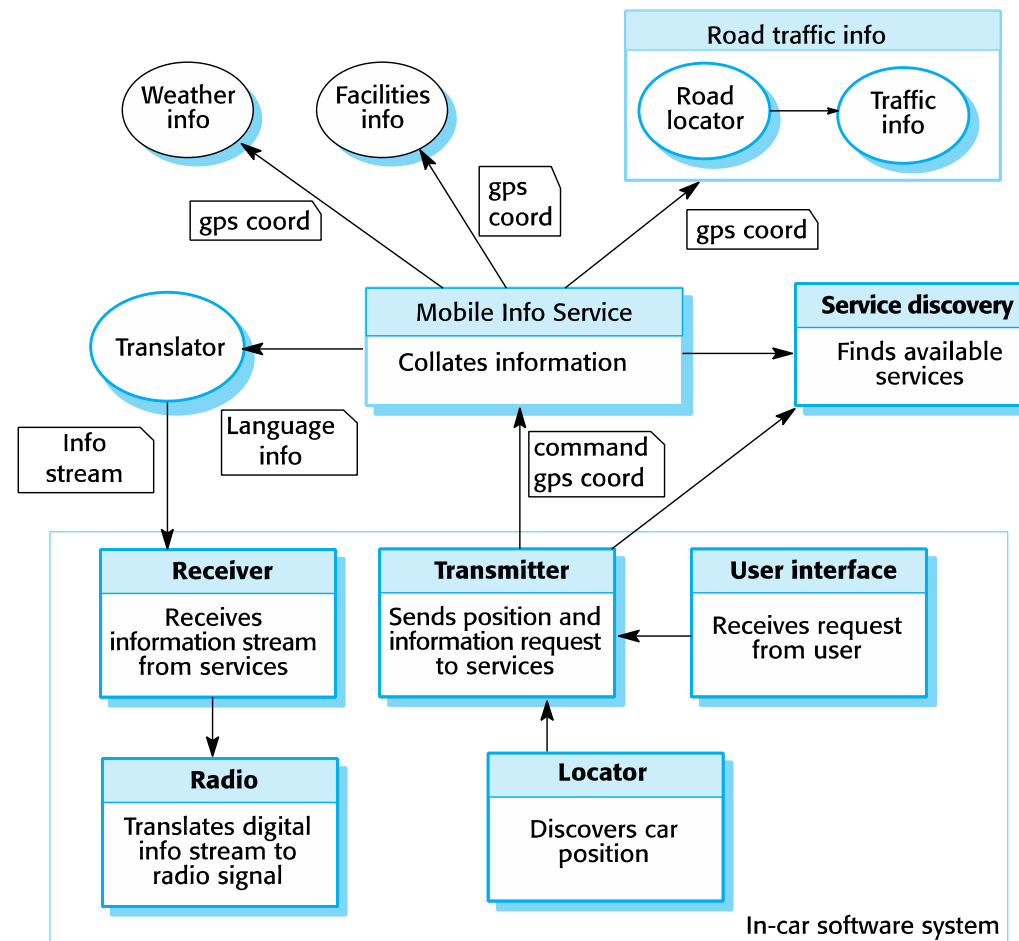 Road traffic info
Weather
info
Facilities
info
Road
locator
Traffic
info
gps coord
gps
coord
gps coord
Mobile Info Service
Collates information
Service discovery
Finds available
services
Translator
Language
info
Info
stream
command
gps coord
Receiver
Receives
information stream
from services
Transmitter
Sends position and
information request
to services
User interface
Receives request
from user
Radio
Translates digital
info stream to
radio signal
Locator
Discovers car
position
In-car software system